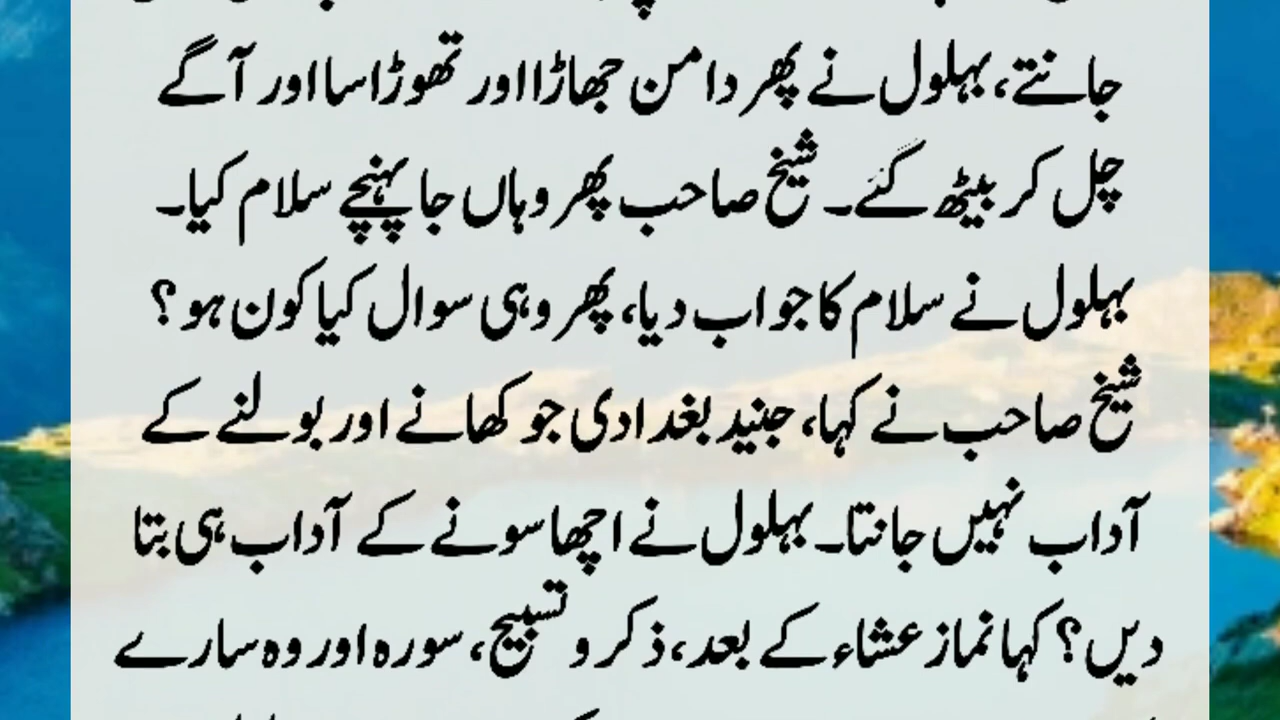 جانتے، بہلول نے پھر دامن جھاڑا اور تھوڑا سا اور آگے
چل کر بیٹھ گئے۔ شیخ صاحب پھر وہاں جا پہنچے سلام کیا۔
بہلول نے سلام کا جواب دیا، پھر وہی سوال کیا کون ہو؟
شیخ صاحب نے کہا، جنید بغدادی جو کھانے اور بولنے کے
آداب نہیں جانتا۔ بہلول نے اچھا سونے کے آداب ہی بتا
دیں؟ کہا نماز عشاء کے بعد، ذکر و تسبیح، سورہ اور وہ سارے